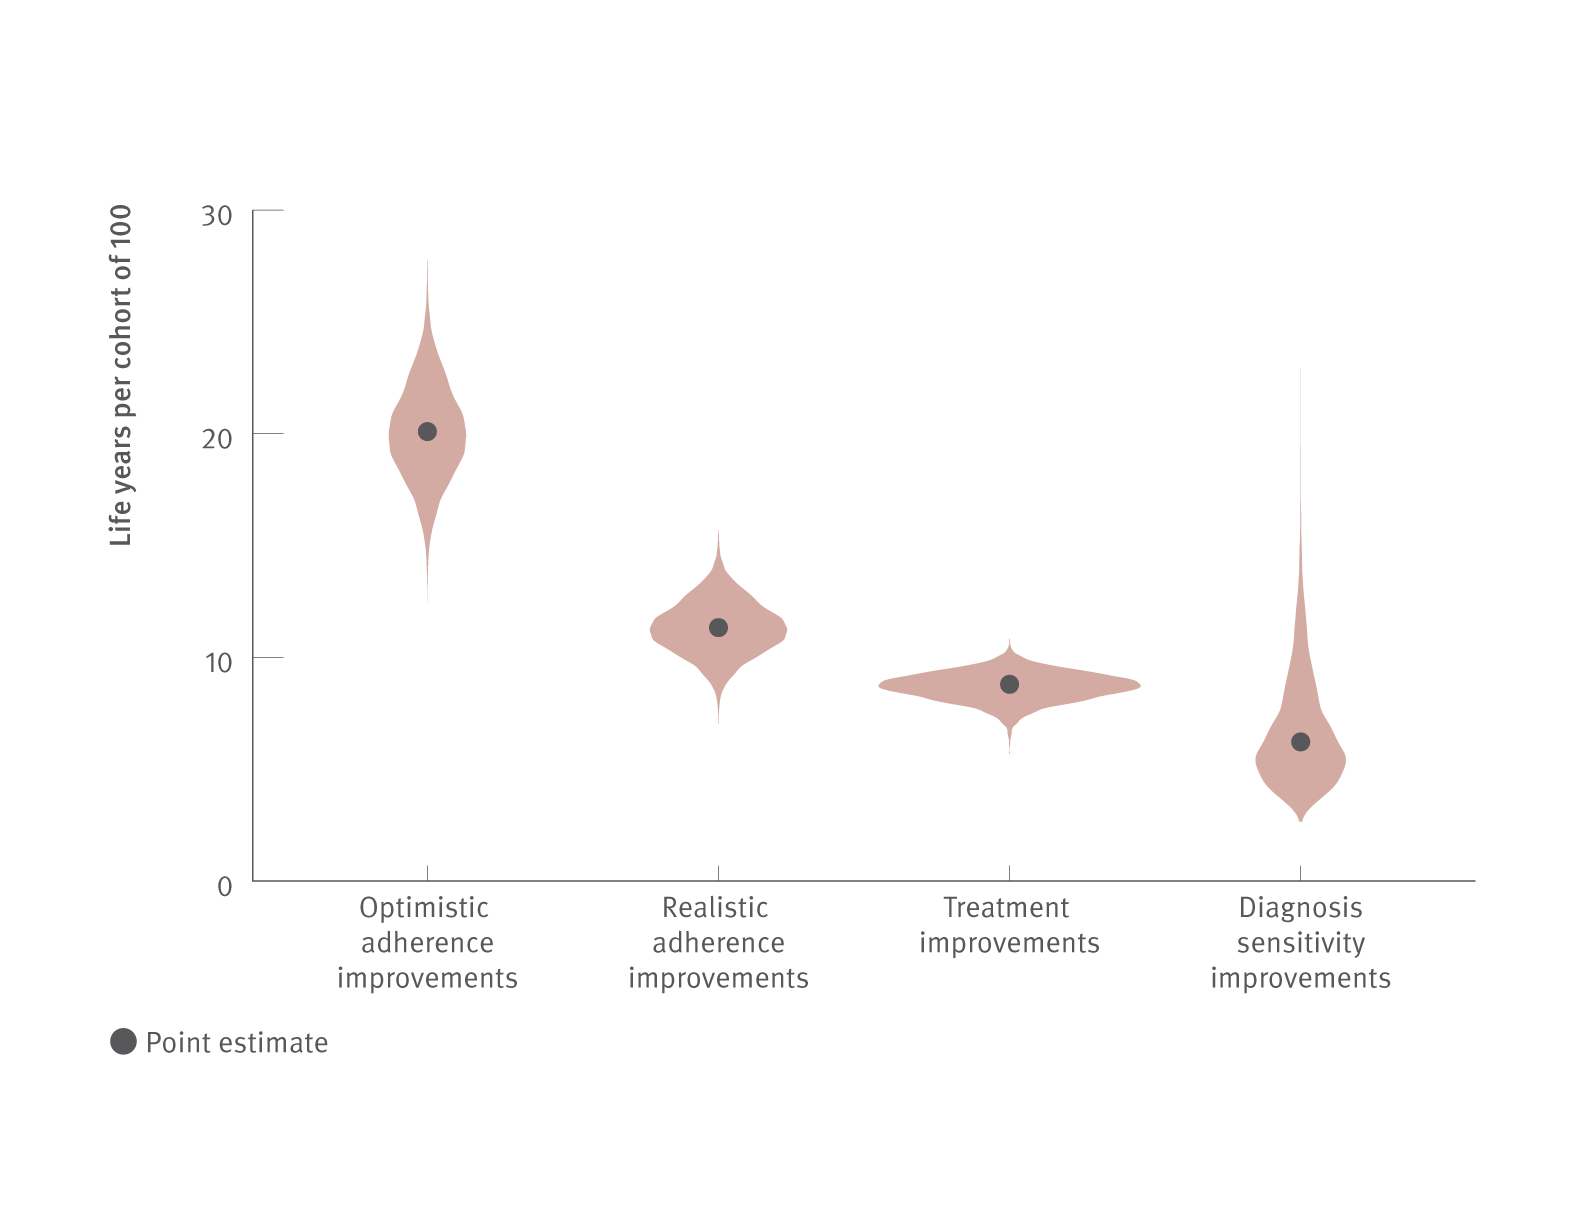 Life years per cohort of 100
30
20
10
0
Optimistic
adherence
improvements
Realistic
adherence
improvements
Treatment
improvements
Diagnosis
sensitivity
improvements
Point estimate